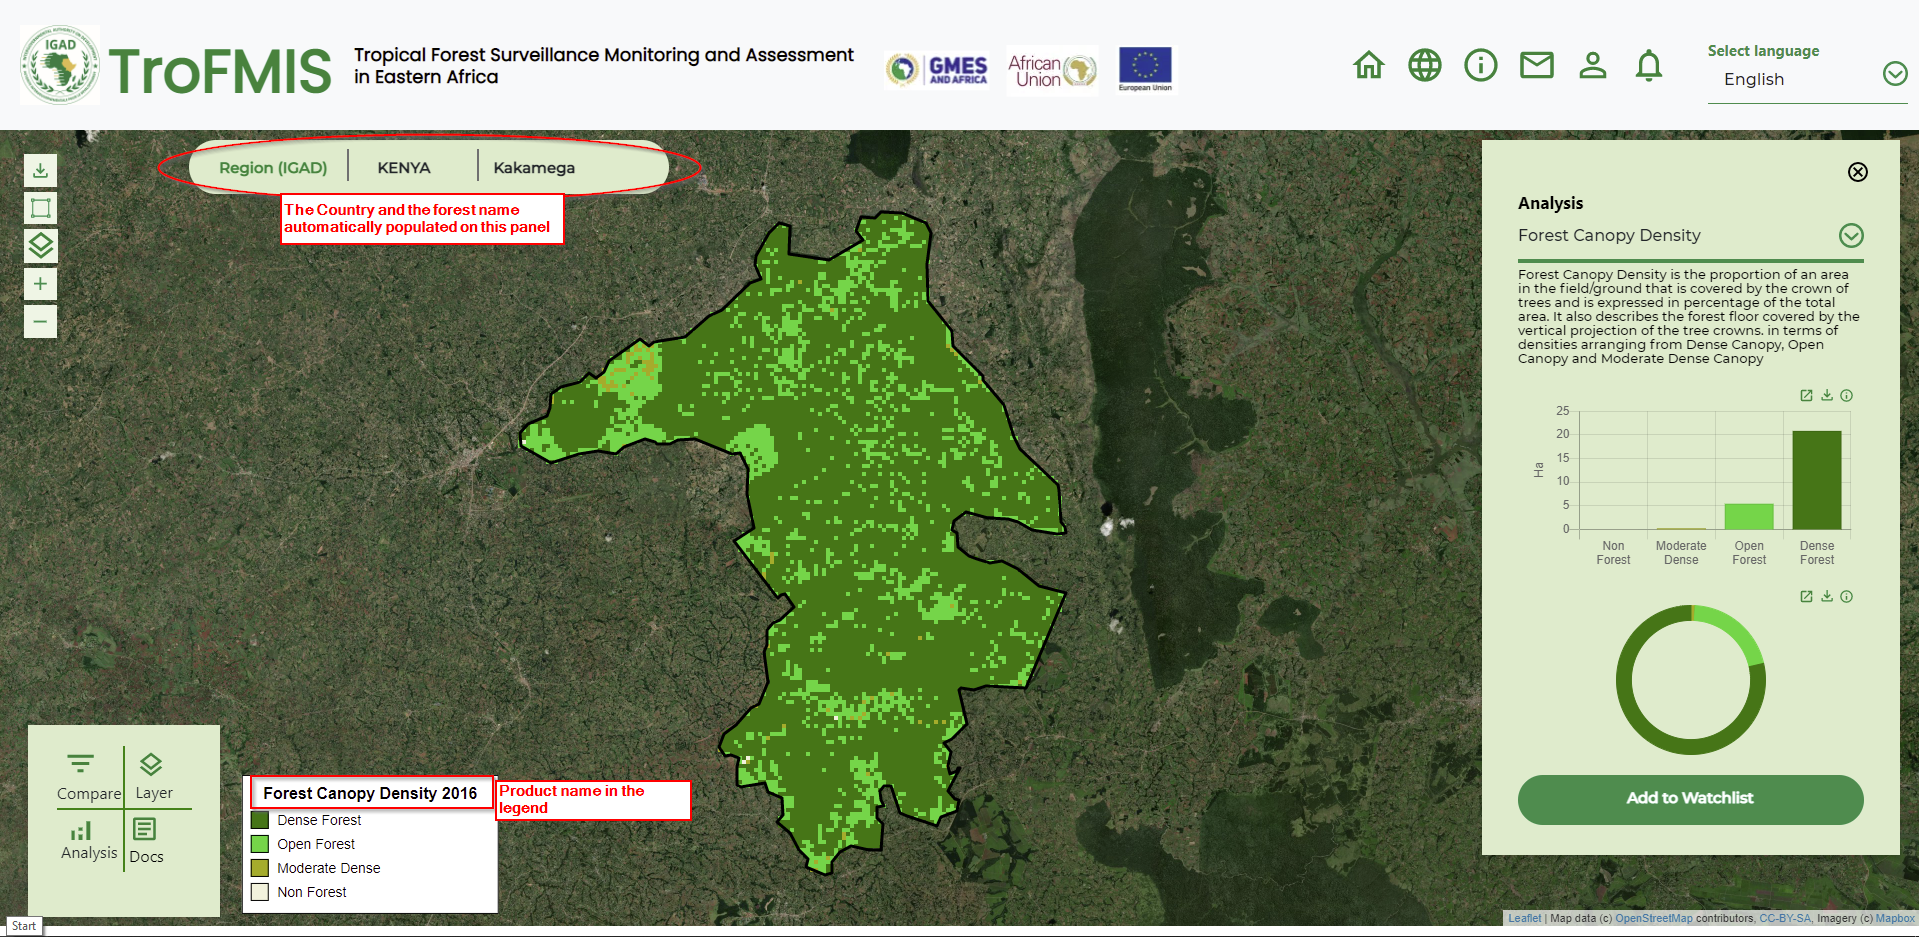 IGAD
TroFMIS
Tropical Forest Surveillance Monitoring and Assessment
in Eastern Africa
GMES
AND AFRICA
African
Union
European Union
Select language
English
Region (IGAD)
KENYA
Kakamega
The Country and the forest name
automatically populated on this panel
Analysis
Forest Canopy Density
Forest Canopy Density is the proportion of an area
in the field/ground that is covered by the crown of
trees and is expressed in percentage of the total
area. It also describes the forest floor covered by the
vertical projection of the tree crowns. in terms of
densities arranging from Dense Canopy, Open
Canopy and Moderate Dense Canopy
25
20
15
10
5
0
Ha
Non
Forest
Moderate
Dense
Open
Forest
Dense
Forest
Add to Watchlist
Compare
Layer
Analysis
Docs
Forest Canopy Density 2016
Product name in the
legend
Dense Forest
Open Forest
Moderate Dense
Non Forest
Start
Leaflet | Map data (c) OpenStreetMap contributors, CC-BY-SA, Imagery (c) Mapbox